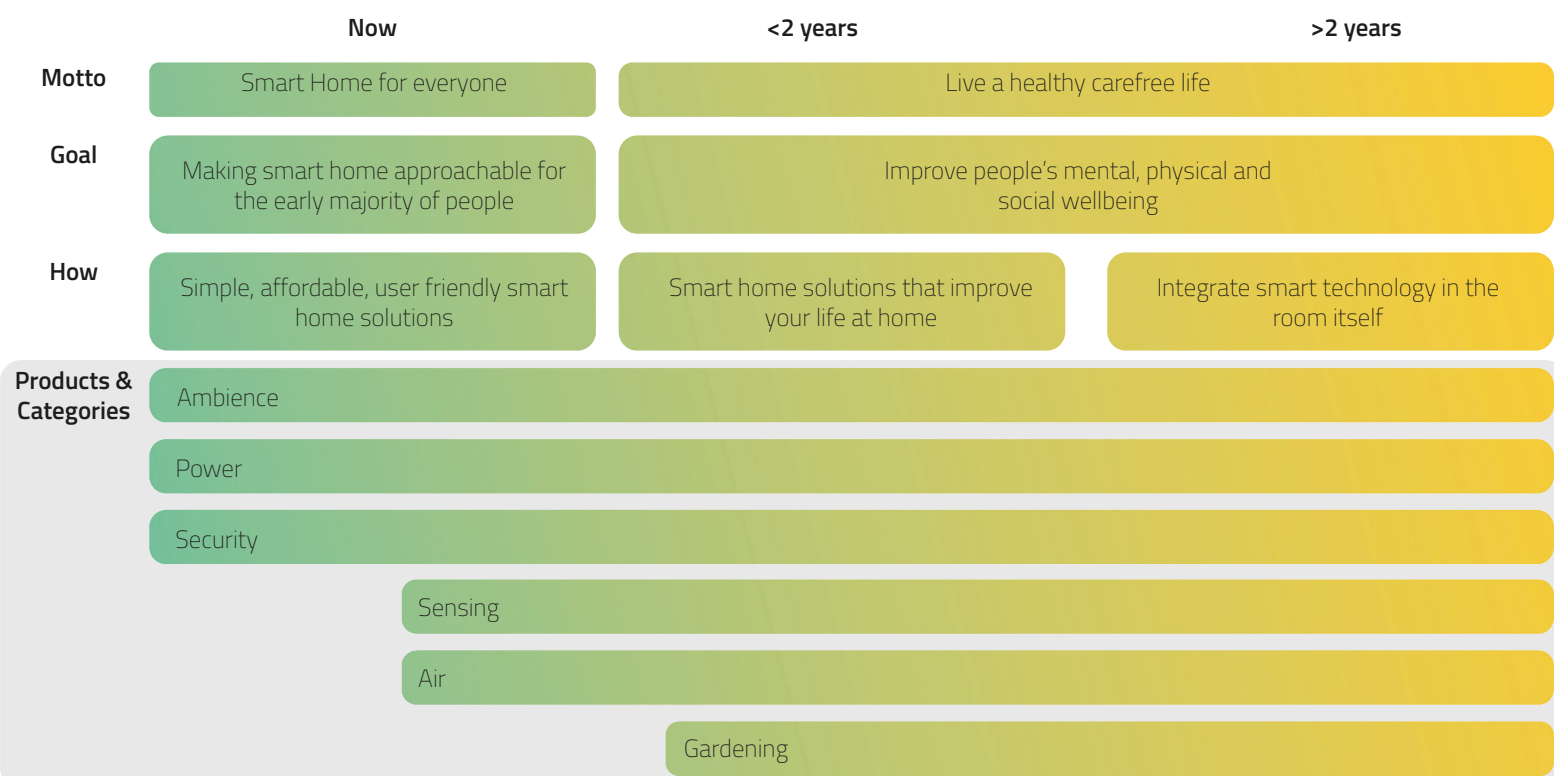 Now
<2 years
>2 years
Motto
Smart Home for everyone
Live a healthy carefree life
Goal
Making smart home approachable for
the early majority of people
Improve people's mental, physical and
social wellbeing
How
Simple, affordable, user friendly smart
home solutions
Smart home solutions that improve
your life at home
Integrate smart technology in the
room itself
Products &
Categories
Ambience
Power
Security
Sensing
Air
Gardening